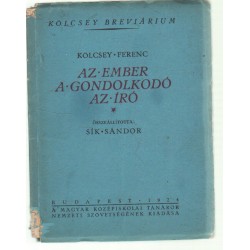 KÖLCSEY BREVIÁRIUM
KÖLCSEY · FERENC
AZ · EMBER
A · GONDOLKODÓ
AZ · ÍRÓ
ÖSSZEÁLLÍTOTTA:
SÍK · SÁNDOR
BUDAPEST
A MAGYAR KÖZÉPISKOLAI TANÁROK
NEMZETI SZÖVETSÉGÉNEK KIADÁSA